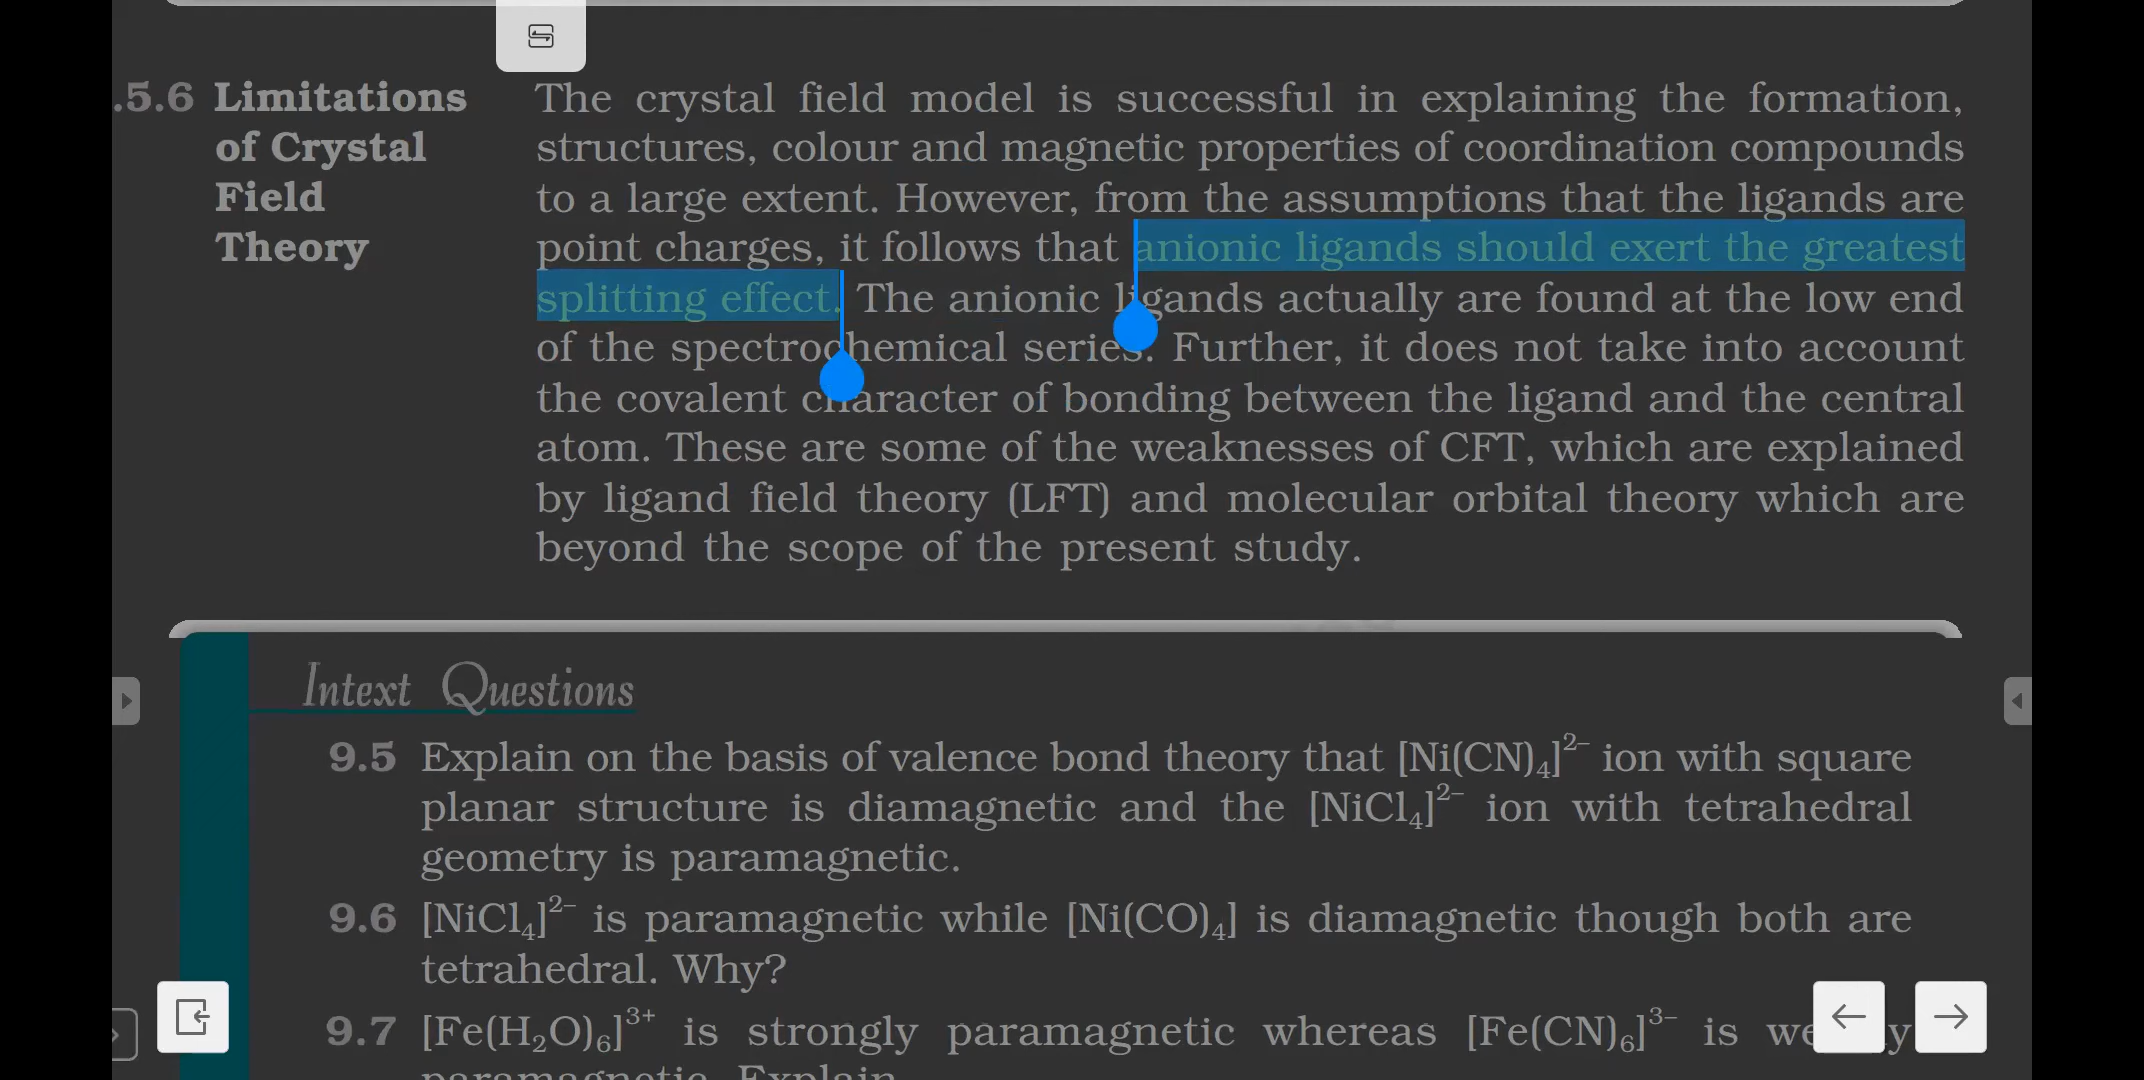 .5.6 Limitations of Crystal Field Theory
The crystal field model is successful in explaining the formation,
structures, colour and magnetic properties of coordination compounds
to a large extent. However, from the assumptions that the ligands are
point charges, it follows that anionic ligands should exert the greatest
splitting effect. The anionic ligands actually are found at the low end
of the spectrochemical series. Further, it does not take into account
the covalent character of bonding between the ligand and the central
atom. These are some of the weaknesses of CFT, which are explained
by ligand field theory (LFT) and molecular orbital theory which are
beyond the scope of the present study.
Intext Questions
9.5 Explain on the basis of valence bond theory that [Ni(CN)₄]²⁻ ion with square
planar structure is diamagnetic and the [NiCl₄]²⁻ ion with tetrahedral
geometry is paramagnetic.
9.6 [NiCl₄]²⁻ is paramagnetic while [Ni(CO)₄] is diamagnetic though both are
tetrahedral. Why?
9.7 [Fe(H₂O)₆]³⁺ is strongly paramagnetic whereas [Fe(CN)₆]³⁻ is
paramagnetic. Explain